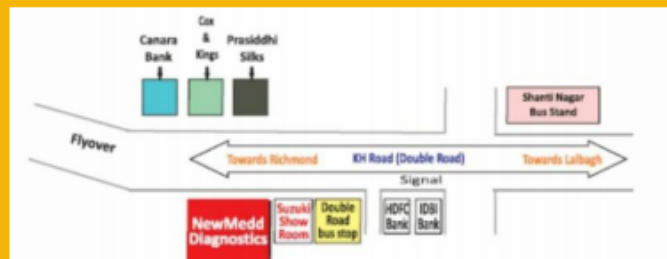 Canara
Bank
Cox
&
Kings
Prasiddhi
Silks
Shanti Nagar
Bus Stand
Flyover
Towards Richmond
KH Road (Double Road)
Towards Lalbagh
Signal
NewMedd
Diagnostics
Suzuki
Show
Room
Double
Road
bus stop
HDFC
Bank
IDBI
Bank